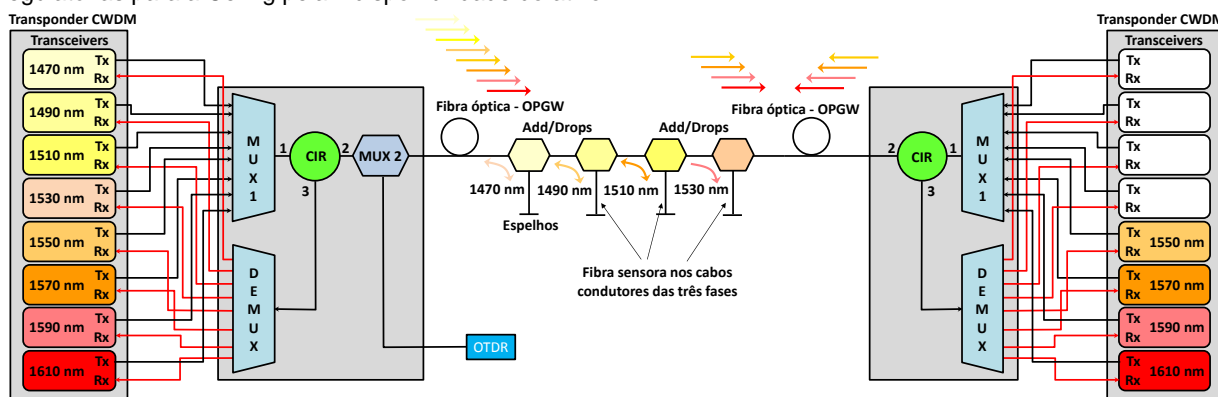 Transponder CWDM
Transceivers
1470 nm
Tx
Rx
1490 nm
Tx
Rx
1510 nm
Tx
Rx
1530 nm
Tx
Rx
1550 nm
Tx
Rx
1570 nm
Tx
Rx
1590 nm
Tx
Rx
1610 nm
Tx
Rx
MUX 1
DEMUX
1
CIR
2
3
MUX 2
OTDR
Fibra óptica - OPGW
Add/Drops
Add/Drops
Fibra óptica - OPGW
1470 nm
1490 nm
1510 nm
1530 nm
Espelhos
Fibra sensora nos cabos
condutores das três fases
2
CIR
1
3
MUX 1
DEMUX
Transponder CWDM
Transceivers
Tx
Rx
Tx
Rx
Tx
Rx
Tx
Rx
Tx
Rx
1550 nm
Tx
Rx
1570 nm
Tx
Rx
1590 nm
Tx
Rx
1610 nm